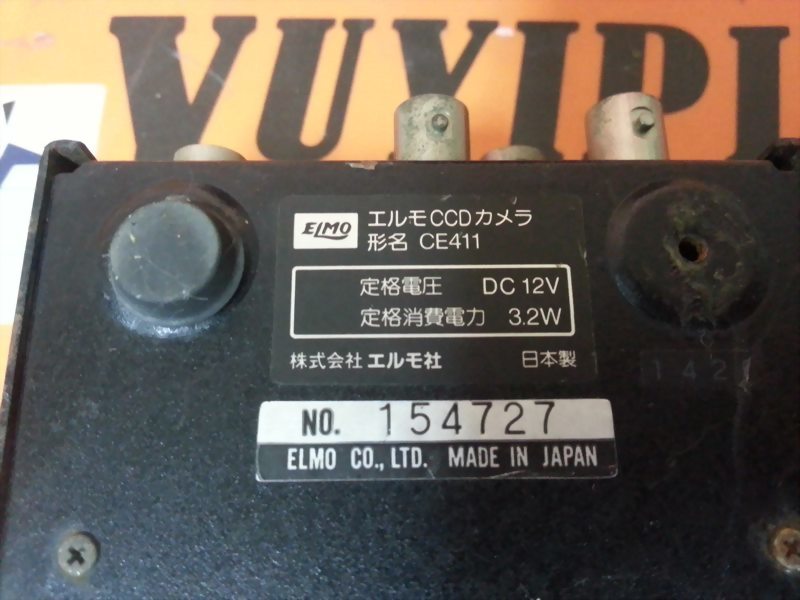 YUYIPI
ELMO
エルモCCDカメラ
形名 CE411
定格電圧 DC 12V
定格消費電力 3.2W
株式会社 エルモ社 日本製
142
NO. 154727
ELMO CO., LTD. MADE IN JAPAN